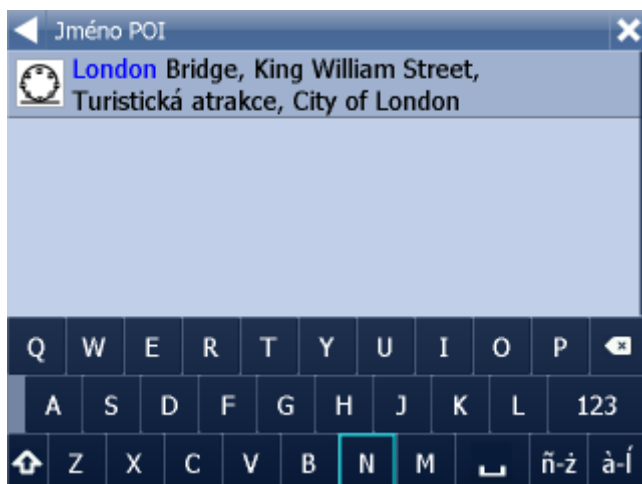 Jméno POI
London Bridge, King William Street,
Turistická atrakce, City of London
Q W E R T Y U I O P
A S D F G H J K L 123
Z X C V B N M ñ-ż à-Í